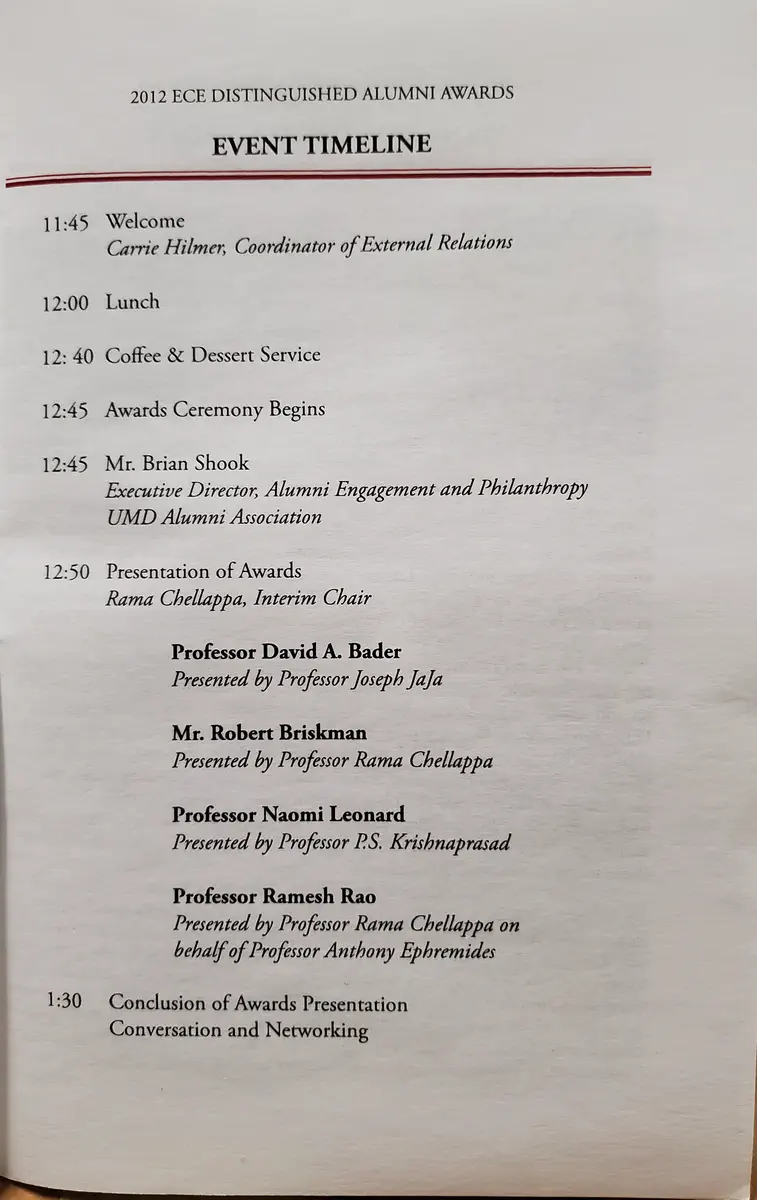 2012 ECE DISTINGUISHED ALUMNI AWARDS
EVENT TIMELINE
11:45 Welcome
Carrie Hilmer, Coordinator of External Relations
12:00 Lunch
12: 40 Coffee & Dessert Service
12:45 Awards Ceremony Begins
12:45 Mr. Brian Shook
Executive Director, Alumni Engagement and Philanthropy
UMD Alumni Association
12:50 Presentation of Awards
Rama Chellappa, Interim Chair
Professor David A. Bader
Presented by Professor Joseph JaJa
Mr. Robert Briskman
Presented by Professor Rama Chellappa
Professor Naomi Leonard
Presented by Professor P.S. Krishnaprasad
Professor Ramesh Rao
Presented by Professor Rama Chellappa on
behalf of Professor Anthony Ephremides
1:30 Conclusion of Awards Presentation
Conversation and Networking